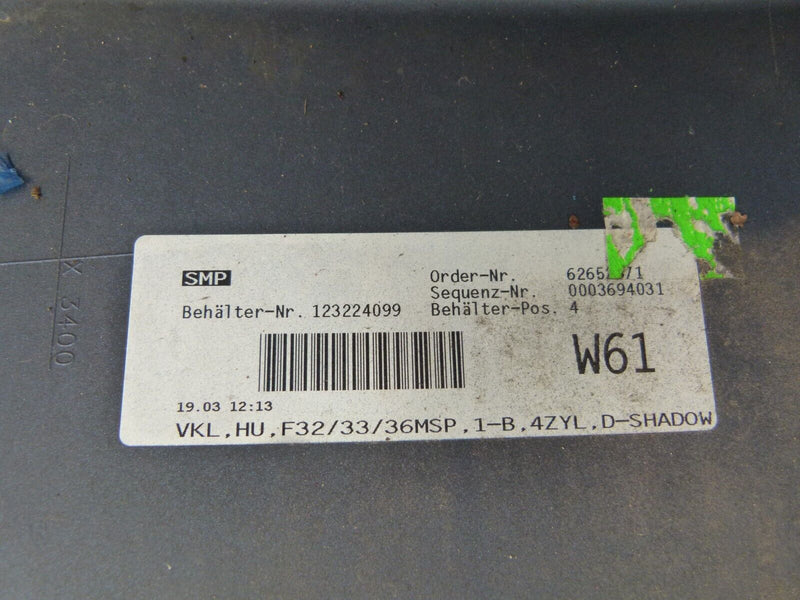 SMP
Order-Nr.
Sequenz-Nr. 0003694031
Behälter-Nr. 123224099 Behälter-Pos. 4
W61
19.03 12:13
VKL,HU,F32/33/36MSP,1-B,4ZYL,D-SHADOW
X 3400